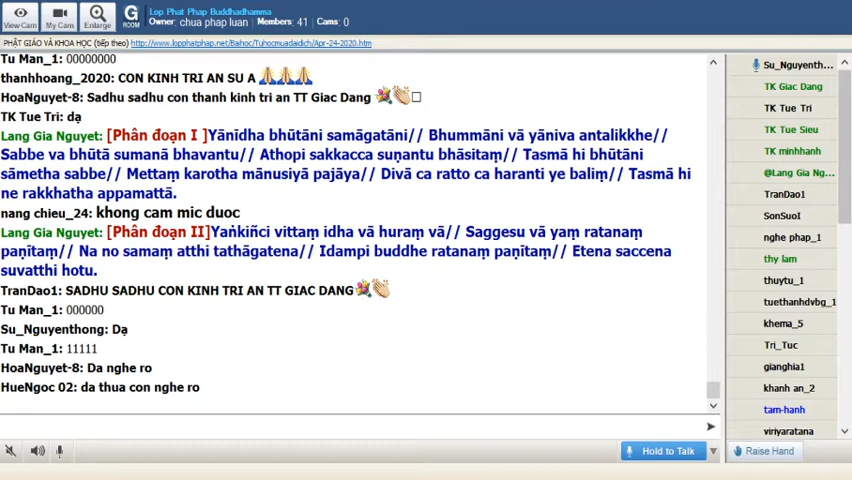 Lop Phat Phap Buddhadhamma
Owner: chua phap luan   Members: 41   Cams: 0
View Cam
My Cam
Enlarge
G
ROOM
PHẬT GIÁO VÀ KHOA HỌC (tiếp theo) http://www.lopphatphap.net/Baihoc/Tuhocmuadaidich/Apr-24-2020.htm
Tu Man_1: 00000000
thanhhoang_2020: CON KINH TRI AN SU A
HoaNguyet-8: Sadhu sadhu con thanh kinh tri an TT Giac Dang
TK Tue Tri: dạ
Lang Gia Nguyet: [Phân đoạn I ]Yānīdha bhūtāni samāgatāni// Bhummāni vā yāniva antalikkhe//
Sabbe va bhūtā sumanā bhavantu// Athopi sakkacca suṇantu bhāsitaṃ// Tasmā hi bhūtāni
sāmetha sabbe// Mettaṃ karotha mānusiyā pajāya// Divā ca ratto ca haranti ye baliṃ// Tasmā hi
ne rakkhatha appamattā.
nang chieu_24: khong cam mic duoc
Lang Gia Nguyet: [Phân đoạn II]Yaṅkiñci vittaṃ idha vā huraṃ vā// Saggesu vā yaṃ ratanaṃ
paṇītaṃ// Na no samaṃ atthi tathāgatena// Idampi buddhe ratanaṃ paṇītaṃ// Etena saccena
suvatthi hotu.
TranDao1: SADHU SADHU CON KINH TRI AN TT GIAC DANG
Tu Man_1: 000000
Su_Nguyenthong: Dạ
Tu Man_1: 11111
HoaNguyet-8: Da nghe ro
HueNgoc 02: da thua con nghe ro
Su_Nguyenth...
TK Giac Dang
TK Tue Tri
TK Tue Sieu
TK minhhanh
@Lang Gia Ng...
TranDao1
SonSuoI
nghe phap_1
thy lam
thuytu_1
tuethanhdvbg_1
khema_5
Tri_Tuc
gianghia1
khanh an_2
tam-hanh
viriyaratana
Hold to Talk
Raise Hand